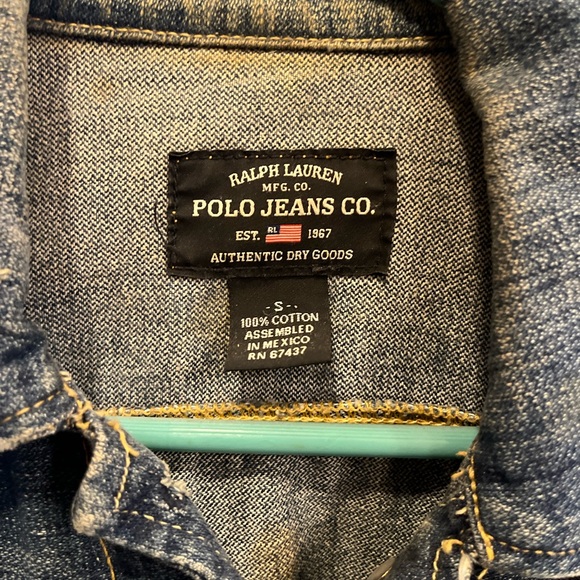 RALPH LAUREN
MFG. CO.
POLO JEANS CO.
EST. RL 1967
AUTHENTIC DRY GOODS
- S -
100% COTTON
ASSEMBLED
IN MEXICO
RN 67437